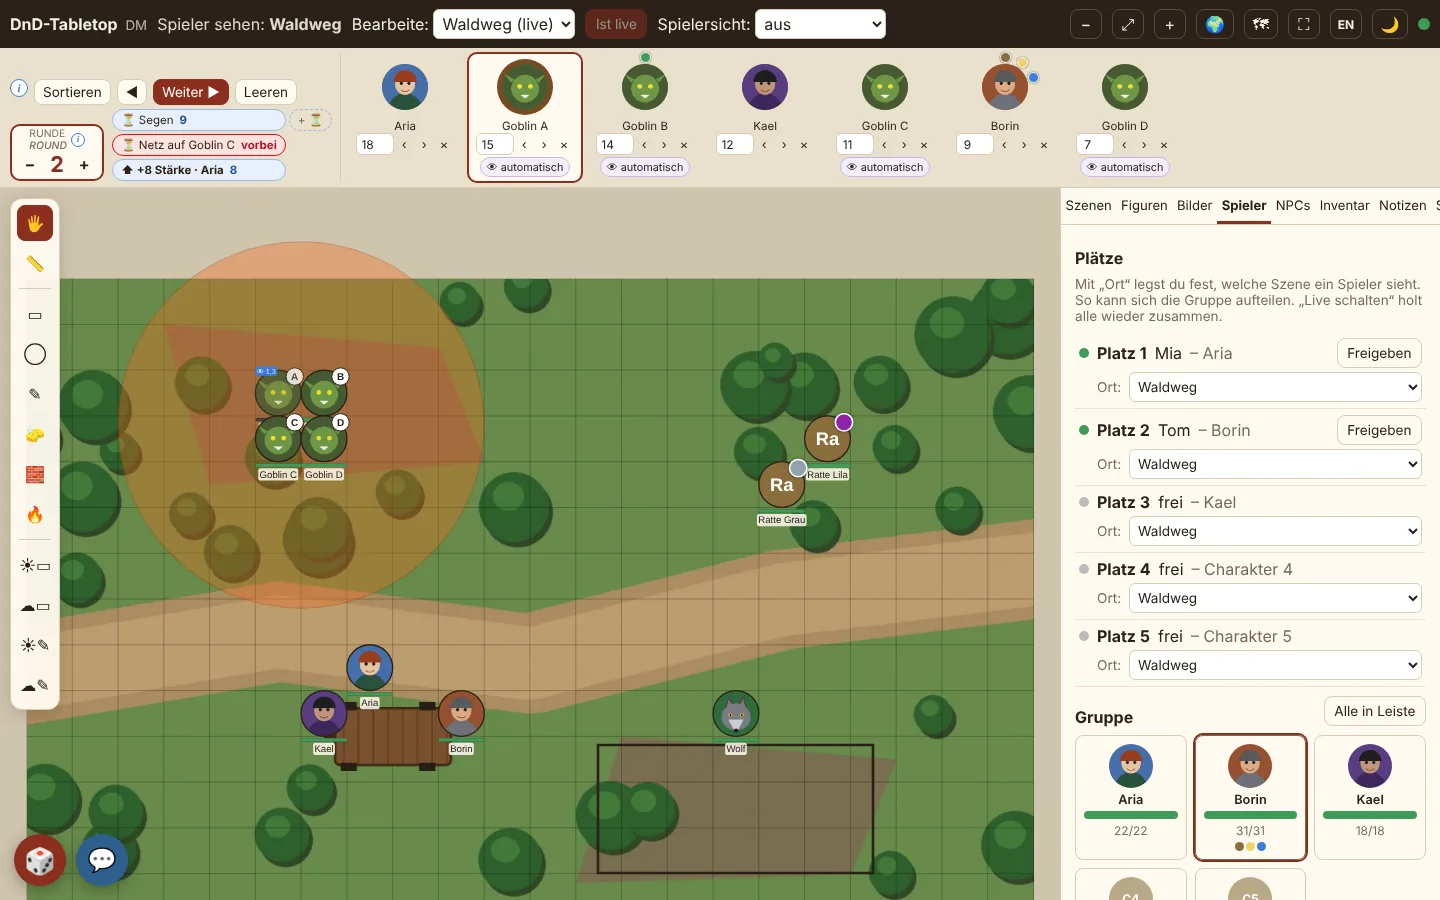 DnD-Tabletop DM Spieler sehen: Waldweg Bearbeite: Waldweg (live) Ist live Spielersicht: aus EN
i Sortieren Weiter Leeren
RUNDE
ROUND i
− 2 +
Segen 9 +
Netz auf Goblin C vorbei
+8 Stärke · Aria 8
Aria Goblin A Goblin B Kael Goblin C Borin Goblin D
18 15 14 12 11 9 7
automatisch automatisch automatisch automatisch
Szenen Figuren Bilder Spieler NPCs Inventar Notizen S
Plätze
Mit „Ort“ legst du fest, welche Szene ein Spieler sieht.
So kann sich die Gruppe aufteilen. „Live schalten“ holt
alle wieder zusammen.
Platz 1 Mia – Aria Freigeben
Ort: Waldweg
Platz 2 Tom – Borin Freigeben
Ort: Waldweg
Platz 3 frei – Kael
Ort: Waldweg
Platz 4 frei – Charakter 4
Ort: Waldweg
Platz 5 frei – Charakter 5
Ort: Waldweg
Gruppe Alle in Leiste
Aria Borin Kael
22/22 31/31 18/18
C4 C5
1,3
A B
C D
Goblin C Goblin D
Ra
Ratte Lila
Ra
Ratte Grau
Aria
Kael Borin Wolf